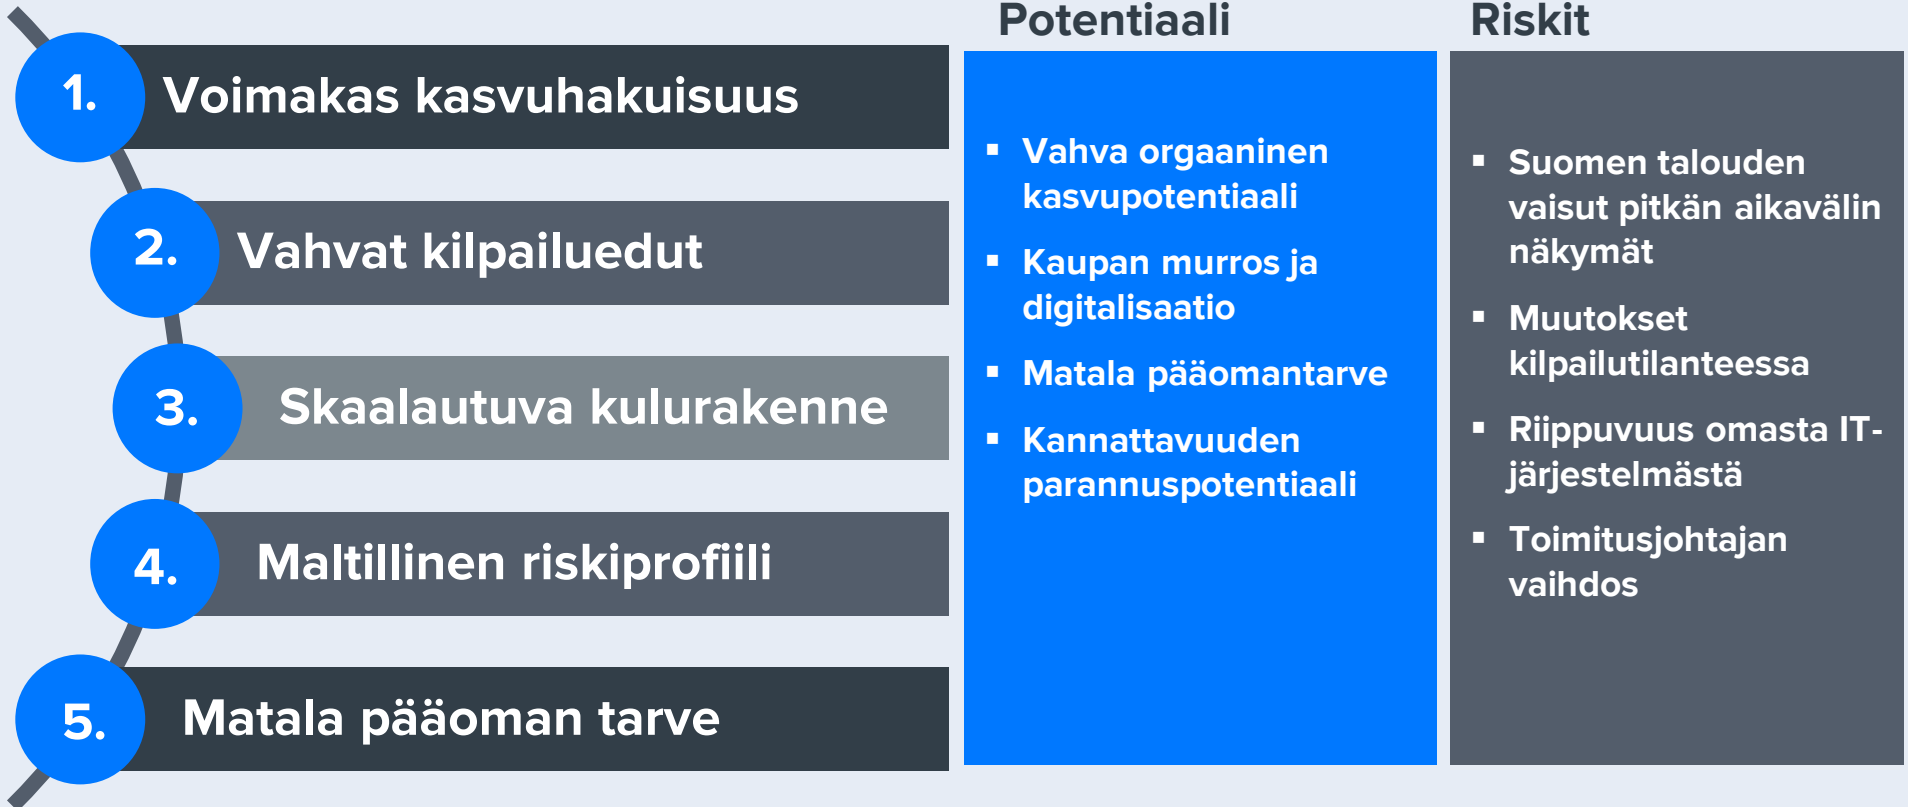 1.
Voimakas kasvuhakuisuus
2.
Vahvat kilpailuedut
3.
Skaalautuva kulurakenne
4.
Maltillinen riskiprofiili
5.
Matala pääoman tarve
Potentiaali
▪ Vahva orgaaninen
kasvupotentiaali
▪ Kaupan murros ja
digitalisaatio
▪ Matala pääomantarve
▪ Kannattavuuden
parannuspotentiaali
Riskit
▪ Suomen talouden
vaisut pitkän aikavälin
näkymät
▪ Muutokset
kilpailutilanteessa
▪ Riippuvuus omasta IT-
järjestelmästä
▪ Toimitusjohtajan
vaihdos